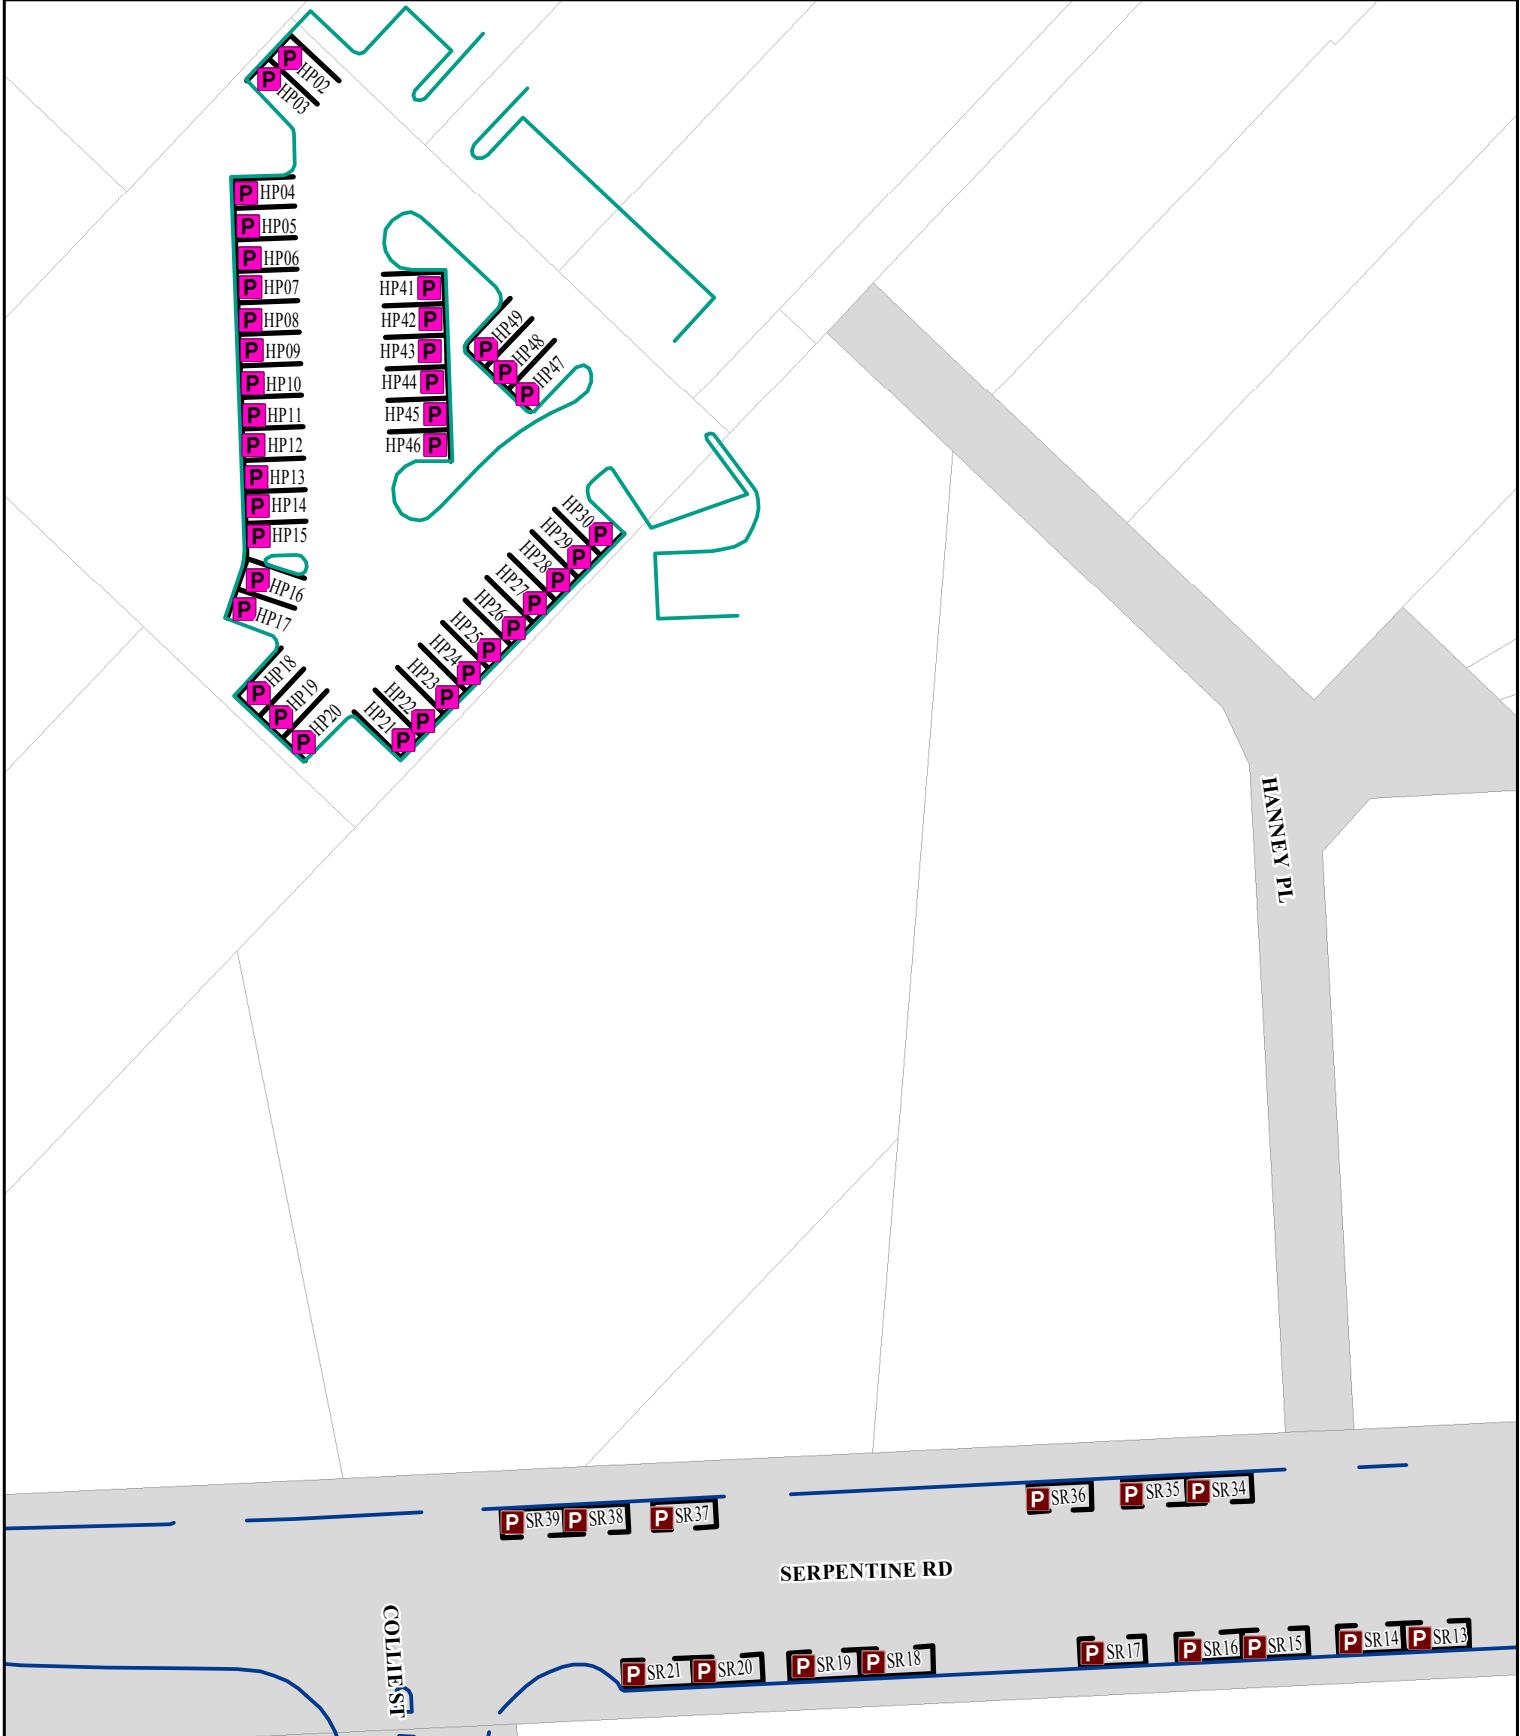 P HP02
P HP03
P HP04
P HP05
P HP06
P HP07
P HP08
P HP09
P HP10
P HP11
P HP12
P HP13
P HP14
P HP15
P HP16
P HP17
P HP18
P HP19
P HP20
HP41 P
HP42 P
HP43 P
HP44 P
HP45 P
HP46 P
P HP49
P HP48
P HP47
HP30 P
HP29 P
HP28 P
HP27 P
HP26 P
HP25 P
HP24 P
HP23 P
HP22 P
HP21 P
HANNEY PL
P SR39
P SR38
P SR37
P SR36
P SR35
P SR34
SERPENTINE RD
COLLIE ST
P SR21
P SR20
P SR19
P SR18
P SR17
P SR16
P SR15
P SR14
P SR13